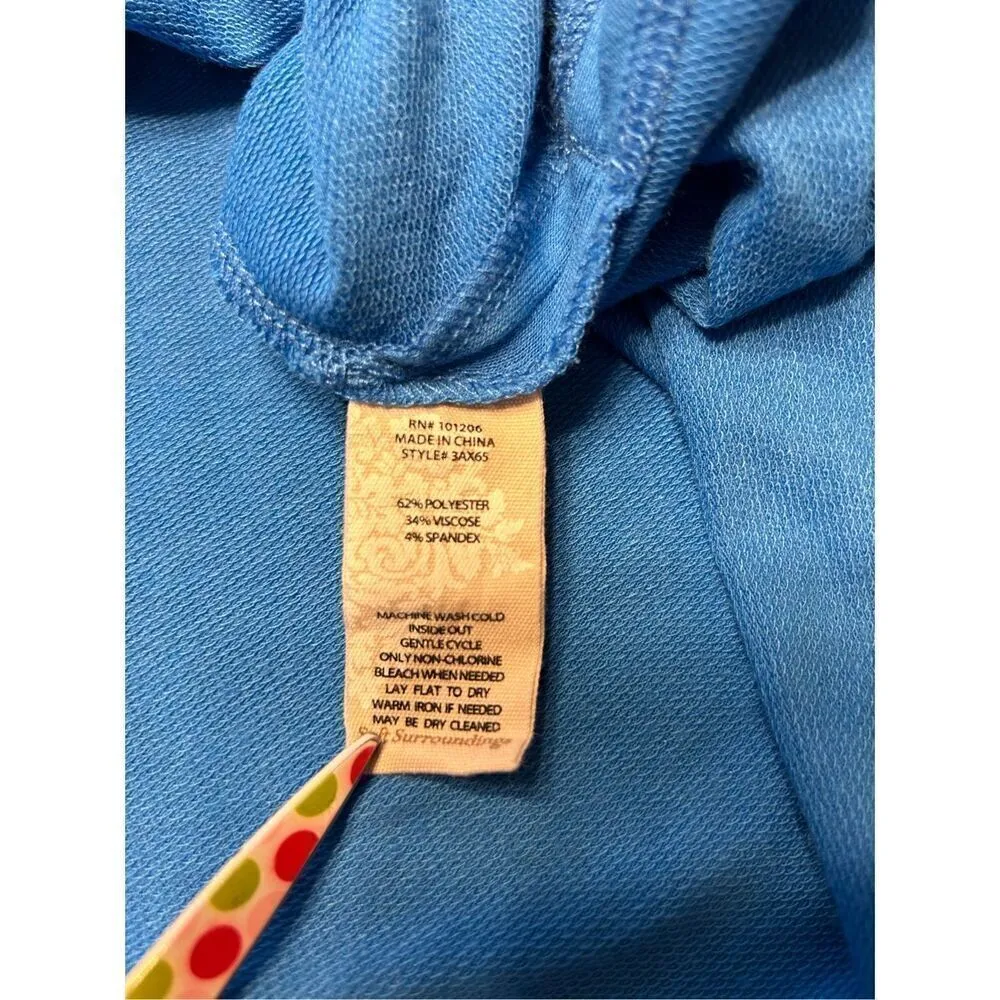 RN# 101206
MADE IN CHINA
STYLE# 3AX65
62% POLYESTER
34% VISCOSE
4% SPANDEX
MACHINE WASH COLD
INSIDE OUT
GENTLE CYCLE
ONLY NON-CHLORINE
BLEACH WHEN NEEDED
LAY FLAT TO DRY
WARM IRON IF NEEDED
MAY BE DRY CLEANED
Soft Surroundings